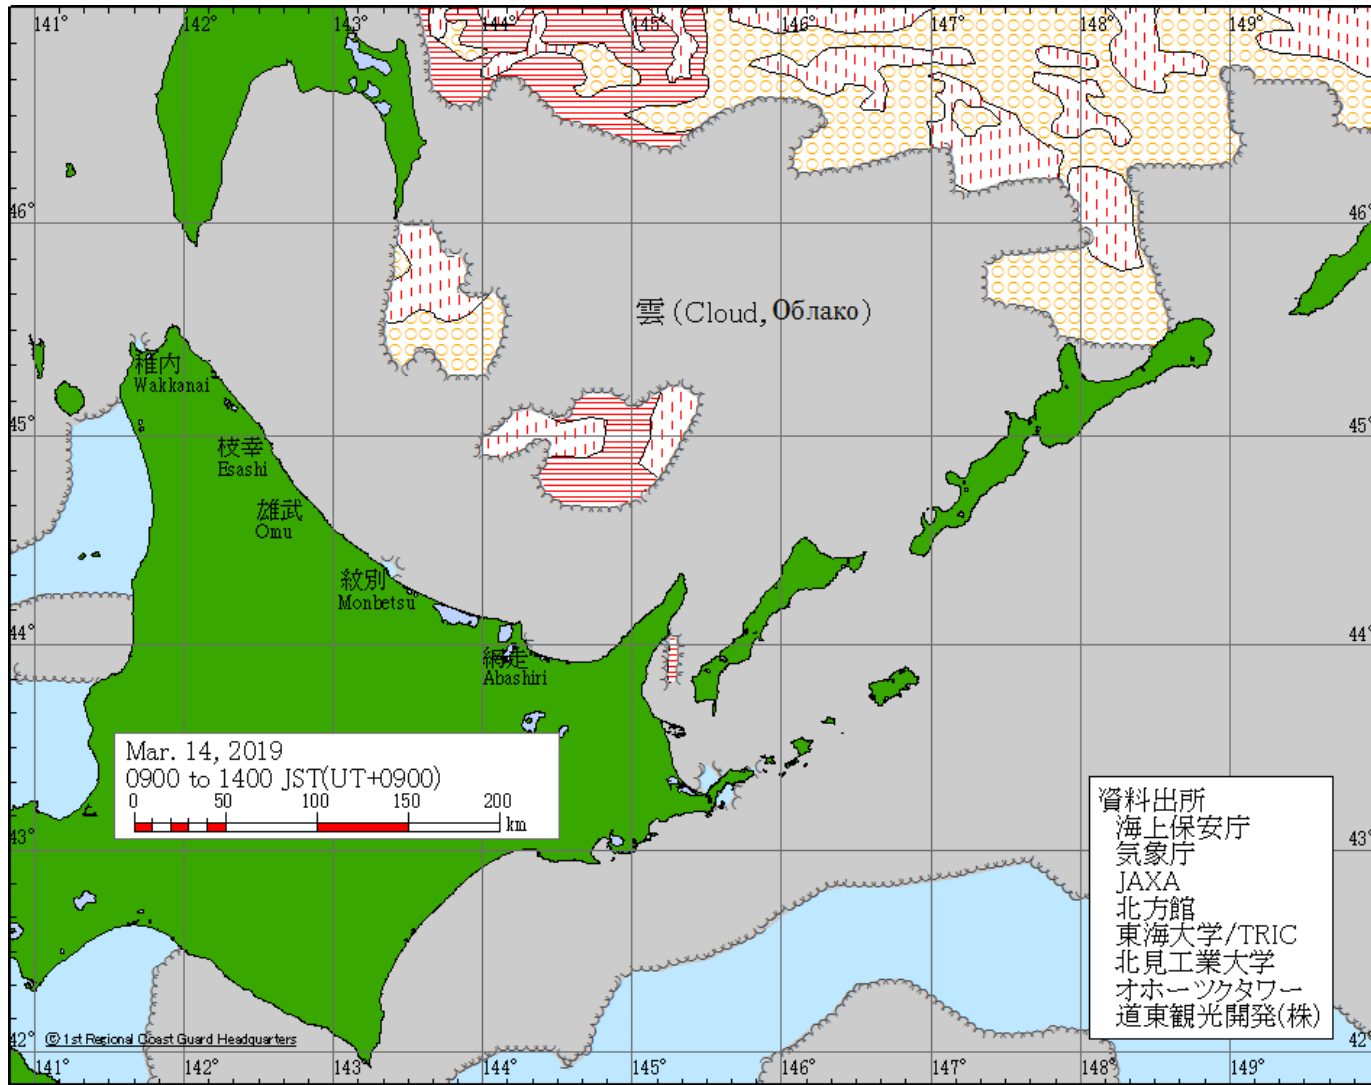 141° 142° 143° 144° 145° 146° 147° 148° 149°
46° 46°
雲(Cloud, Облако)
稚内
Wakkanai
45° 45°
枝幸
Esashi
雄武
Omu
紋別
Monbetsu
44° 44°
網走
Abashiri
Mar. 14, 2019
0900 to 1400 JST(UT+0900)
0 50 100 150 200
km
43° 43°
資料出所
海上保安庁
気象庁
JAXA
北方館
東海大学/TRIC
北見工業大学
オホーツクタワー
道東観光開発(株)
42° © 1st Regional Coast Guard Headquarters 42°
141° 142° 143° 144° 145° 146° 147° 148° 149°